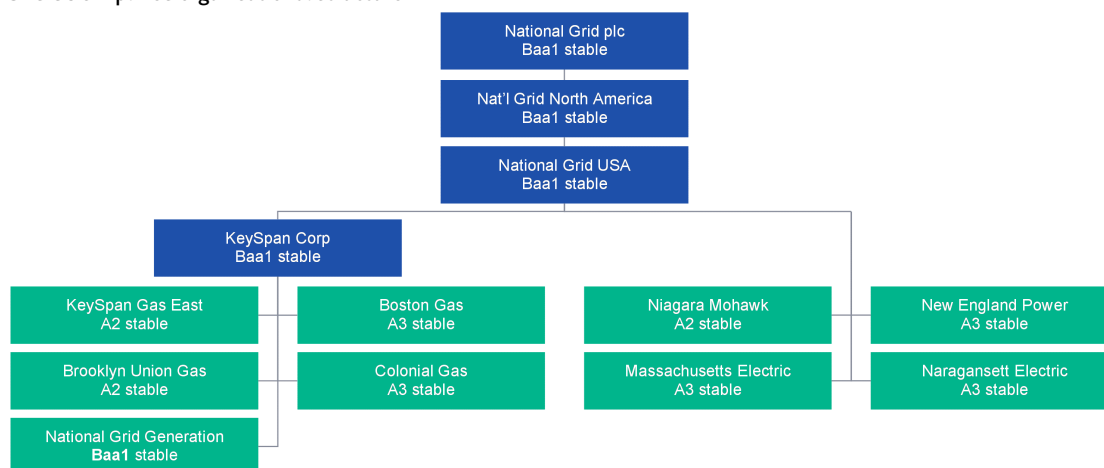 National Grid plc
Baa1 stable
Nat'l Grid North America
Baa1 stable
National Grid USA
Baa1 stable
KeySpan Corp
Baa1 stable
KeySpan Gas East
A2 stable
Boston Gas
A3 stable
Niagara Mohawk
A2 stable
New England Power
A3 stable
Brooklyn Union Gas
A2 stable
Colonial Gas
A3 stable
Massachusetts Electric
A3 stable
Naragansett Electric
A3 stable
National Grid Generation
Baa1 stable